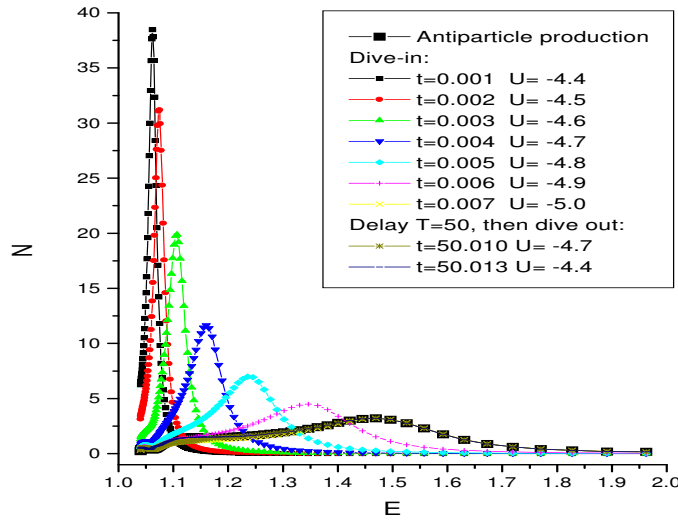 40
35
30
25
20
15
10
5
0
N
1.0 1.1 1.2 1.3 1.4 1.5 1.6 1.7 1.8 1.9 2.0
E
Antiparticle production
Dive-in:
t=0.001 U= -4.4
t=0.002 U= -4.5
t=0.003 U= -4.6
t=0.004 U= -4.7
t=0.005 U= -4.8
t=0.006 U= -4.9
t=0.007 U= -5.0
Delay T=50, then dive out:
t=50.010 U= -4.7
t=50.013 U= -4.4